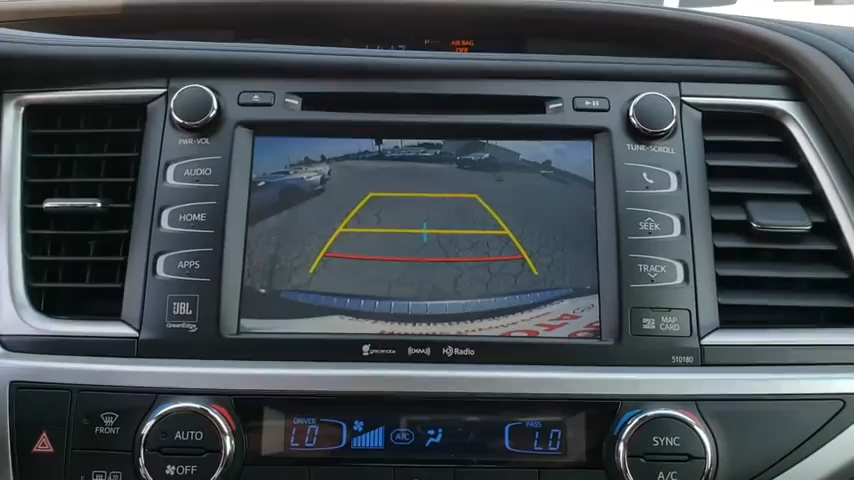 AIR BAG
OFF
PWR·VOL
AUDIO
HOME
APPS
JBL
GreenEdge
TUNE·SCROLL
SEEK
TRACK
MAP
CARD
510180
gracenote
HD Radio
FRONT
AUTO
OFF
DRIVER
LO
A/C
PASS
LO
SYNC
A/C